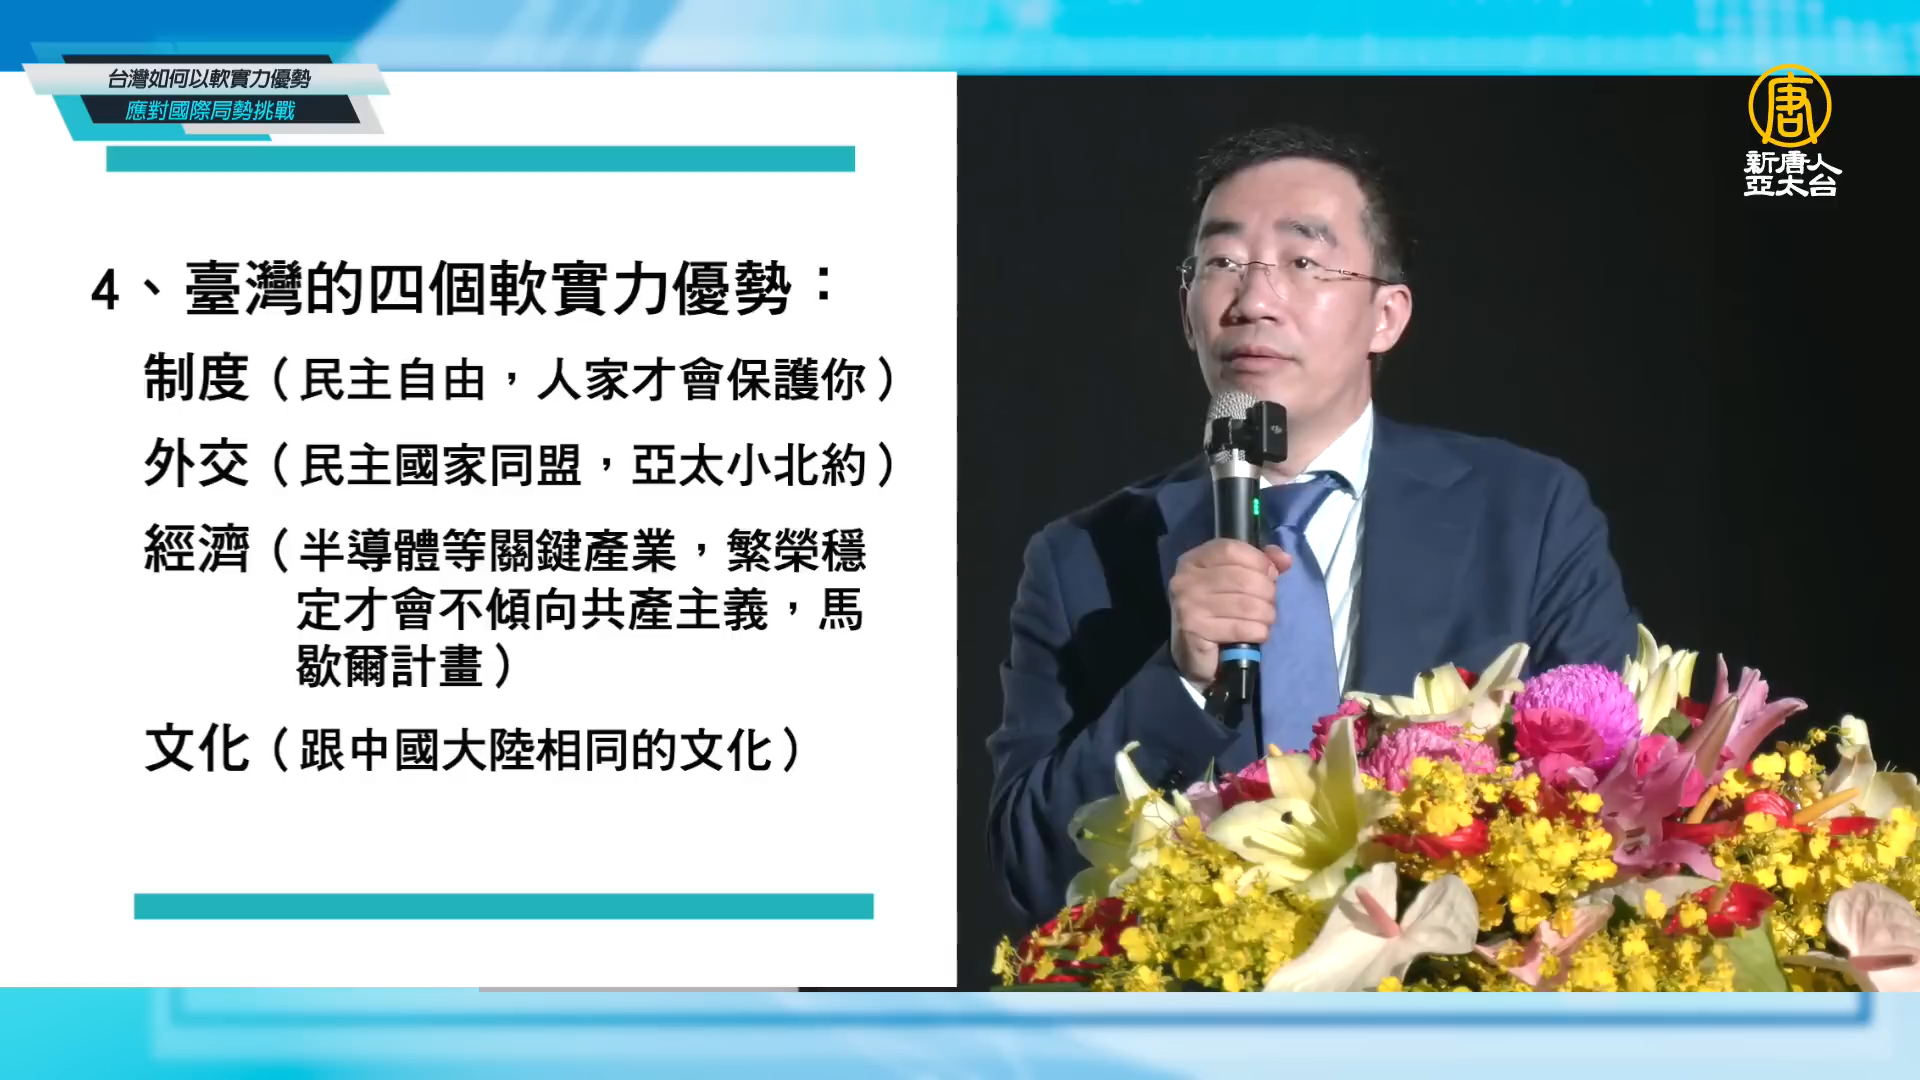 台灣如何以軟實力優勢
應對國際局勢挑戰
唐
新唐人
亞太台
4、臺灣的四個軟實力優勢：
制度（民主自由，人家才會保護你）
外交（民主國家同盟，亞太小北約）
經濟（半導體等關鍵產業，繁榮穩
定才會不傾向共產主義，馬
歇爾計畫）
文化（跟中國大陸相同的文化）